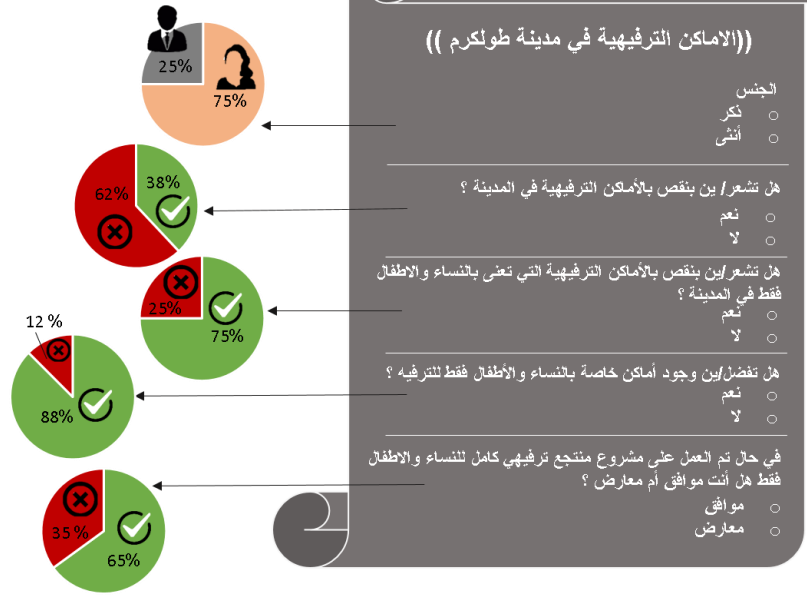 ((الاماكن الترفيهية في مدينة طولكرم ))
الجنس
ذكر
أنثى
25%
75%
هل تشعر/ ين بنقص بالأماكن الترفيهية في المدينة ؟
نعم
لا
62%
38%
هل تشعر/ين بنقص بالأماكن الترفيهية التي تعنى بالنساء والاطفال
فقط في المدينة ؟
نعم
لا
25%
75%
هل تفضل/ين وجود أماكن خاصة بالنساء والأطفال فقط للترفيه ؟
نعم
لا
12 %
88%
في حال تم العمل على مشروع منتجع ترفيهي كامل للنساء والاطفال
فقط هل أنت موافق أم معارض ؟
موافق
معارض
35%
65%